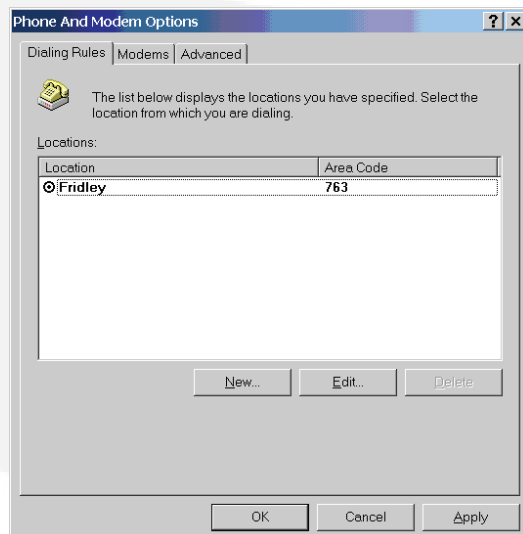 Phone And Modem Options
Dialing Rules Modems Advanced
The list below displays the locations you have specified. Select the
location from which you are dialing.
Locations:
Location Area Code
Fridley 763
New... Edit... Delete
OK Cancel Apply